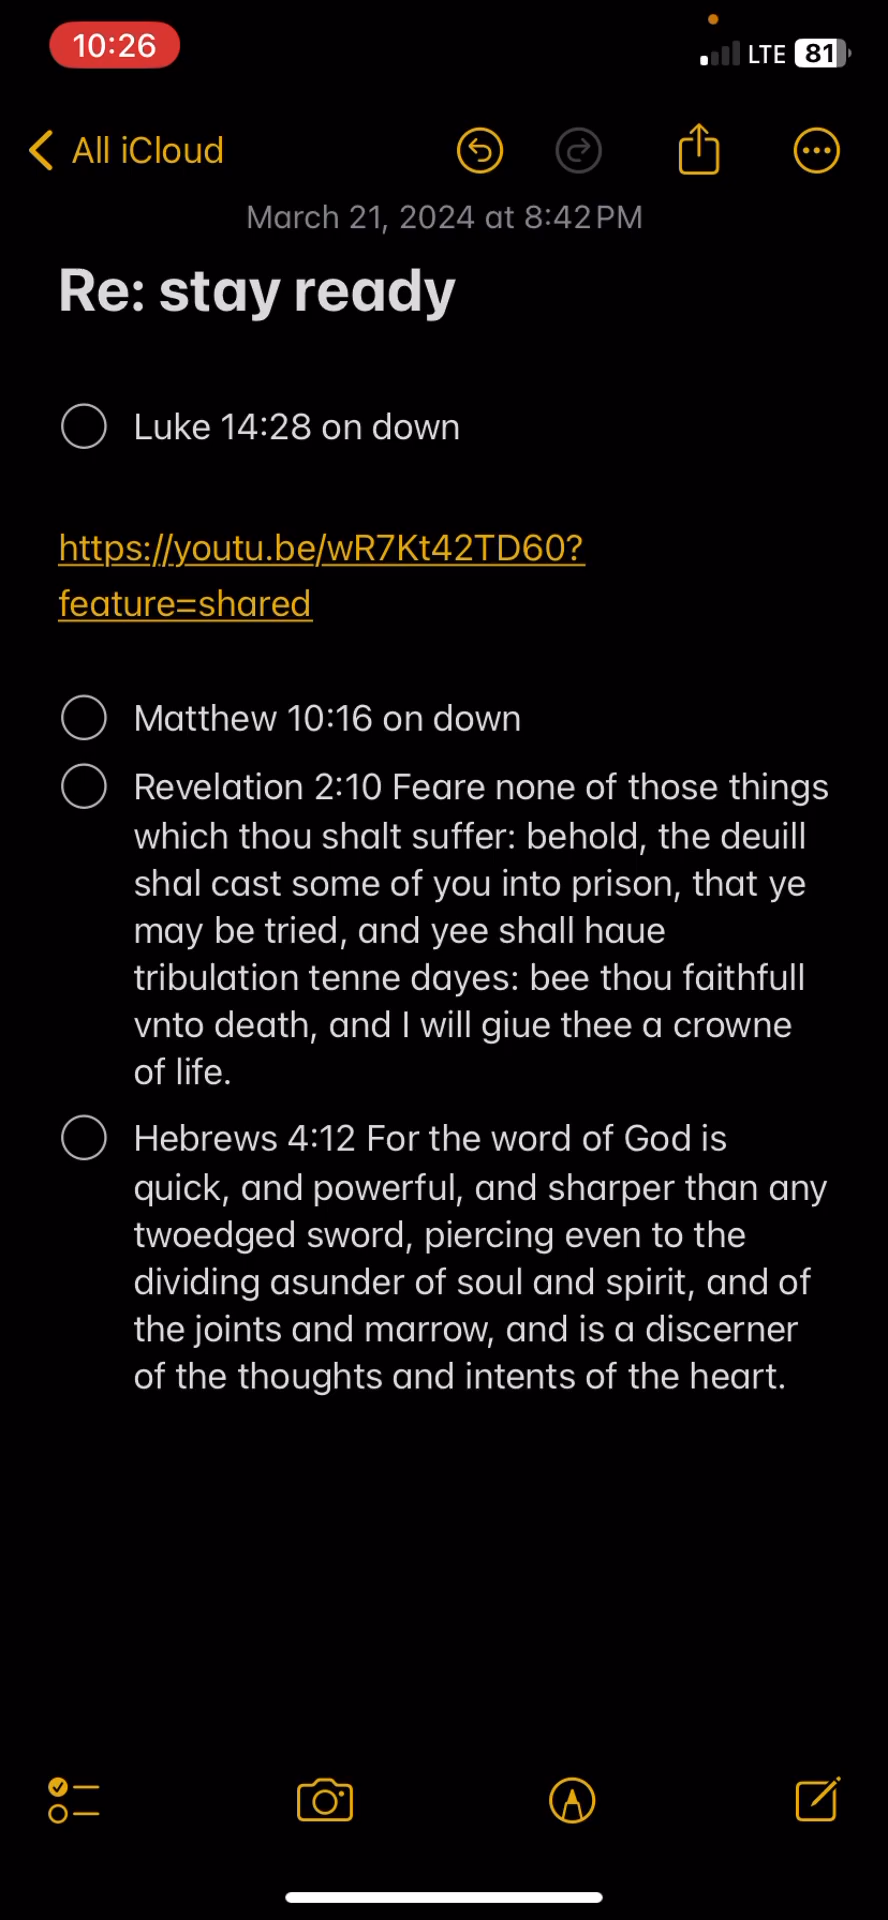 10:26
LTE 81
All iCloud
March 21, 2024 at 8:42 PM
Re: stay ready
Luke 14:28 on down
https://youtu.be/wR7Kt42TD60?
feature=shared
Matthew 10:16 on down
Revelation 2:10 Feare none of those things
which thou shalt suffer: behold, the deuill
shal cast some of you into prison, that ye
may be tried, and yee shall haue
tribulation tenne dayes: bee thou faithfull
vnto death, and I will giue thee a crowne
of life.
Hebrews 4:12 For the word of God is
quick, and powerful, and sharper than any
twoedged sword, piercing even to the
dividing asunder of soul and spirit, and of
the joints and marrow, and is a discerner
of the thoughts and intents of the heart.